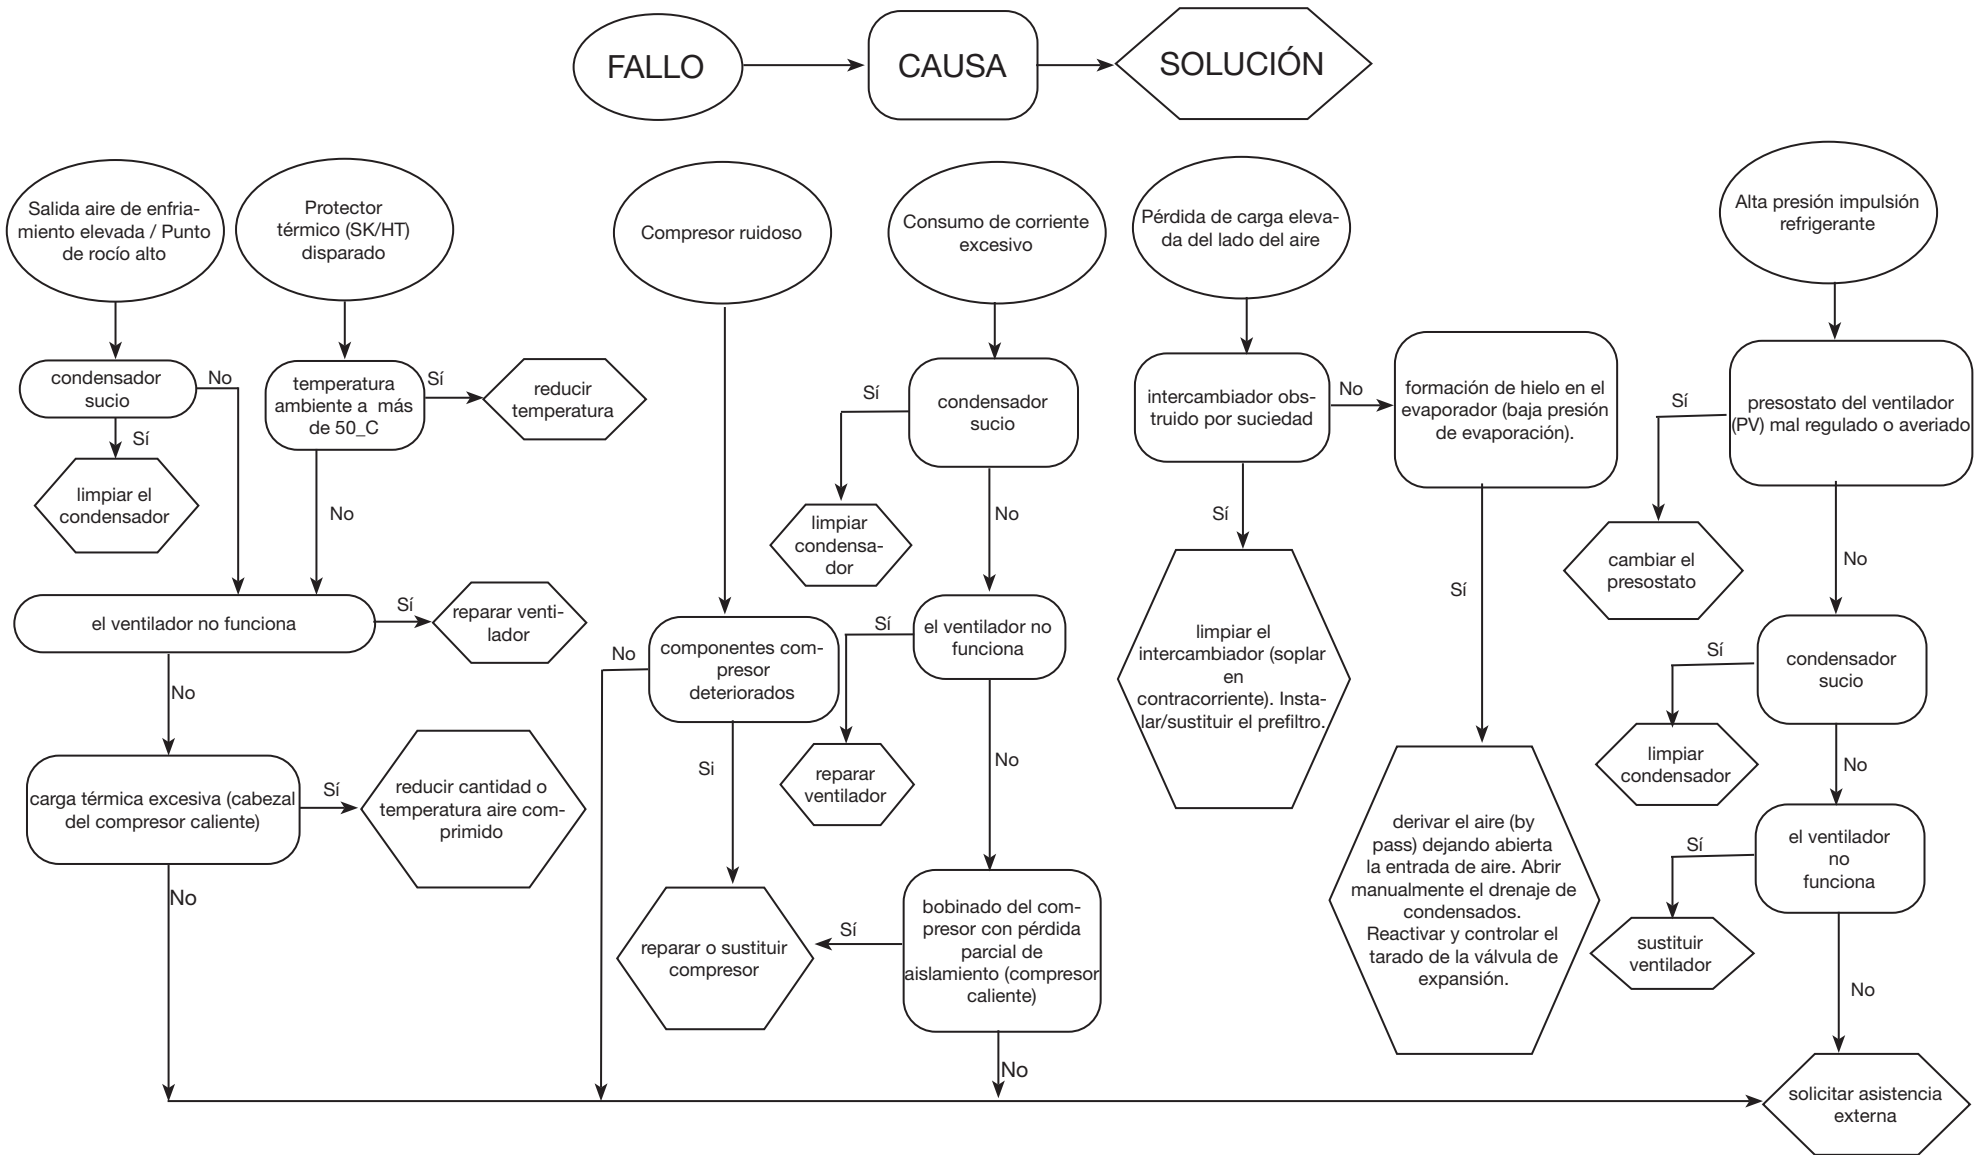 FALLO
CAUSA
SOLUCIÓN
Salida aire de enfria-
miento elevada / Punto
de rocío alto
condensador
sucio
No
Sí
limpiar el
condensador
Protector
térmico (SK/HT)
disparado
temperatura
ambiente a más
de 50_C
Sí
reducir
temperatura
No
el ventilador no funciona
Sí
reparar venti-
lador
No
carga térmica excesiva (cabezal
del compresor caliente)
Sí
reducir cantidad o
temperatura aire com-
primido
No
Compresor ruidoso
componentes com-
presor
deteriorados
No
Si
reparar o sustituir
compresor
Consumo de corriente
excesivo
condensador
sucio
Sí
limpiar
condensa-
dor
No
el ventilador no
funciona
Sí
reparar
ventilador
No
bobinado del com-
presor con pérdida
parcial de
aislamiento (compresor
caliente)
Sí
No
Pérdida de carga eleva-
da del lado del aire
intercambiador obs-
truido por suciedad
No
Sí
limpiar el
intercambiador (soplar
en
contracorriente). Insta-
lar/sustituir el prefiltro.
formación de hielo en el
evaporador (baja presión
de evaporación).
Sí
derivar el aire (by
pass) dejando abierta
la entrada de aire. Abrir
manualmente el drenaje de
condensados.
Reactivar y controlar el
tarado de la válvula de
expansión.
Alta presión impulsión
refrigerante
presostato del ventilador
(PV) mal regulado o averiado
Sí
cambiar el
presostato
No
condensador
sucio
Sí
limpiar
condensador
No
el ventilador
no
funciona
Sí
sustituir
ventilador
No
solicitar asistencia
externa